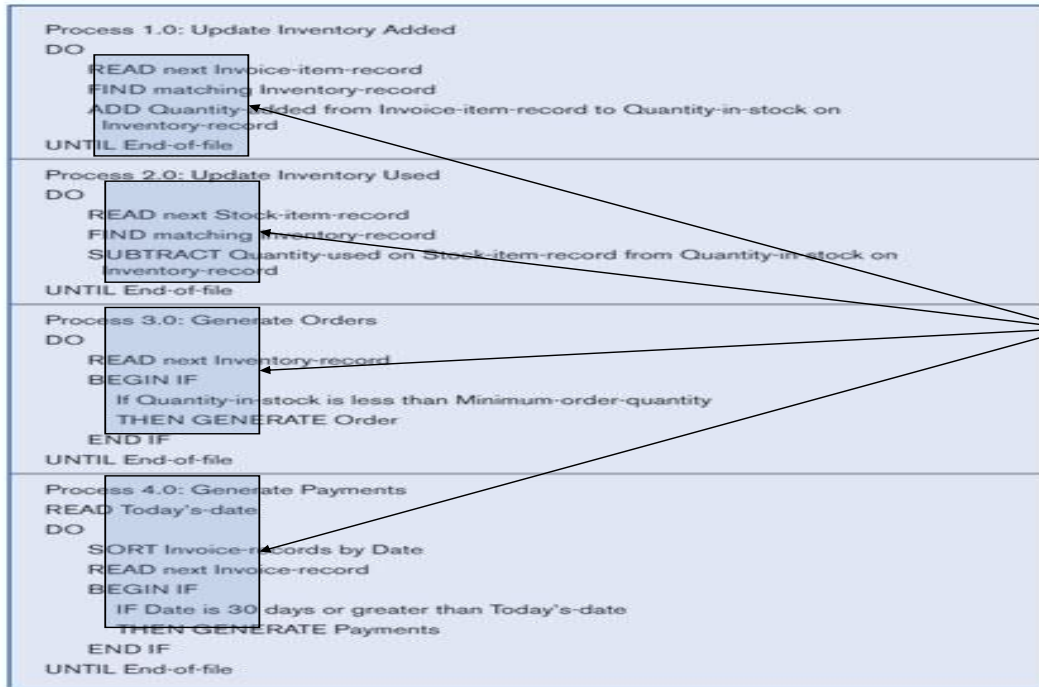 Process 1.0: Update Inventory Added
DO
READ next Invoice-item-record
FIND matching Inventory-record
ADD Quantity-added from Invoice-item-record to Quantity-in-stock on
Inventory-record
UNTIL End-of-file
Process 2.0: Update Inventory Used
DO
READ next Stock-item-record
FIND matching Inventory-record
SUBTRACT Quantity-used on Stock-item-record from Quantity-in-stock on
Inventory-record
UNTIL End-of-file
Process 3.0: Generate Orders
DO
READ next Inventory-record
BEGIN IF
If Quantity-in-stock is less than Minimum-order-quantity
THEN GENERATE Order
END IF
UNTIL End-of-file
Process 4.0: Generate Payments
READ Today's-date
DO
SORT Invoice-records by Date
READ next Invoice-record
BEGIN IF
IF Date is 30 days or greater than Today's-date
THEN GENERATE Payments
END IF
UNTIL End-of-file